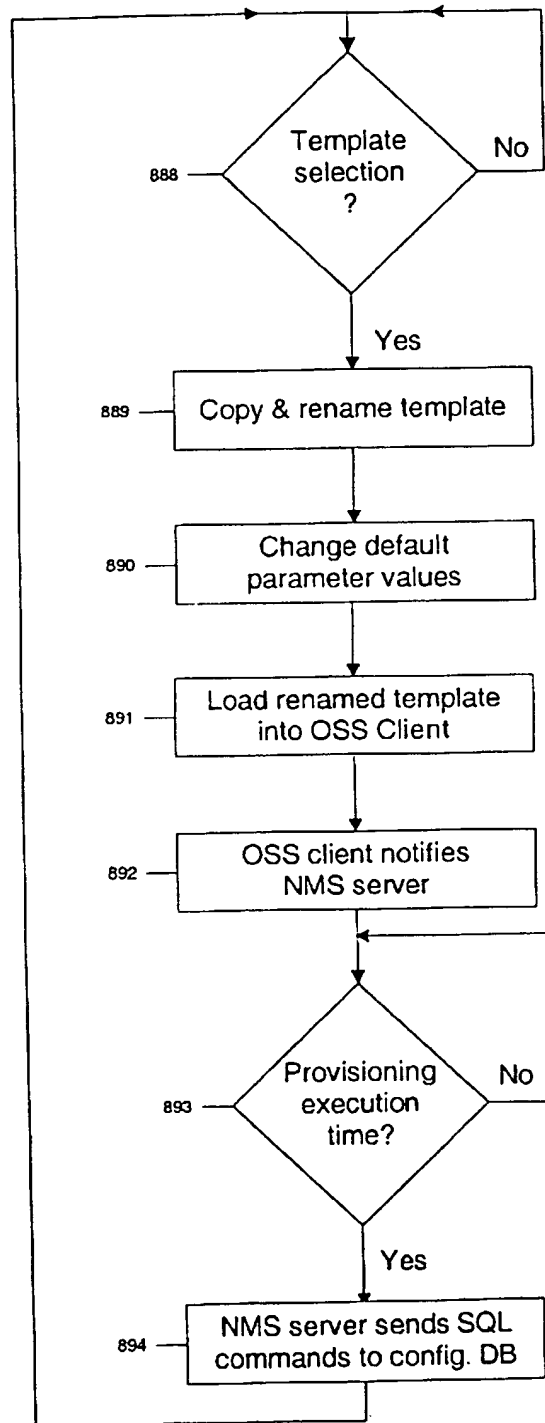 Template
selection
?
No
888
Yes
889
Copy & rename template
890
Change default
parameter values
891
Load renamed template
into OSS Client
892
OSS client notifies
NMS server
893
Provisioning
execution
time?
No
Yes
894
NMS server sends SQL
commands to config. DB